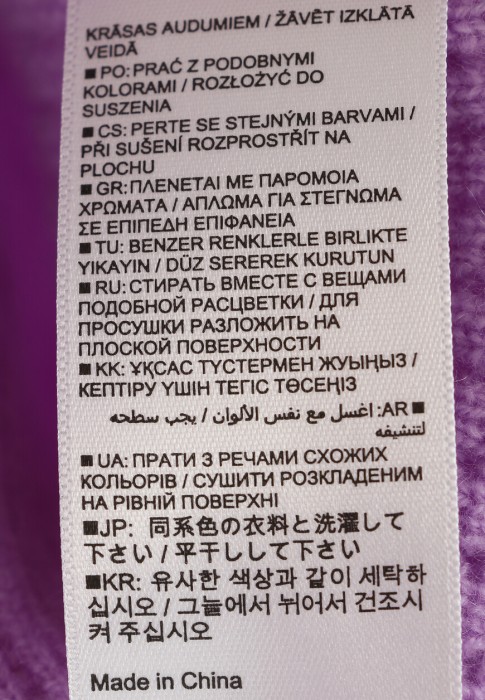 KRĀSAS AUDUMIEM / ŽĀVĒT IZKLĀTĀ
VEIDĀ
■ PO: PRAĆ Z PODOBNYMI
KOLORAMI / ROZŁOŻYĆ DO
SUSZENIA
■ CS: PERTE SE STEJNÝMI BARVAMI /
PŘI SUŠENÍ ROZPROSTŘÍT NA
PLOCHU
■ GR: ΠΛΕΝΕΤΑΙ ΜΕ ΠΑΡΟΜΟΙΑ
ΧΡΩΜΑΤΑ / ΑΠΛΩΜΑ ΓΙΑ ΣΤΕΓΝΩΜΑ
ΣΕ ΕΠΙΠΕΔΗ ΕΠΙΦΑΝΕΙΑ
■ TU: BENZER RENKLERLE BIRLIKTE
YIKAYIN / DÜZ SEREREK KURUTUN
■ RU: СТИРАТЬ ВМЕСТЕ С ВЕЩАМИ
ПОДОБНОЙ РАСЦВЕТКИ / ДЛЯ
ПРОСУШКИ РАЗЛОЖИТЬ НА
ПЛОСКОЙ ПОВЕРХНОСТИ
■ KK: ҰҚСАС ТҮСТЕРМЕН ЖУЫҢЫЗ /
КЕПТІРУ ҮШІН ТЕГІС ТӨСЕҢІЗ
■ AR: اغسل مع نفس الألوان / يجب سطحه
لتنشيفه
■ UA: ПРАТИ З РЕЧАМИ СХОЖИХ
КОЛЬОРІВ / СУШИТИ РОЗКЛАДЕНИМ
НА РІВНІЙ ПОВЕРХНІ
■JP: 同系色の衣料と洗濯して
下さい / 平干しして下さい
■KR: 유사한 색상과 같이 세탁하
십시오 / 그늘에서 뉘어서 건조시
켜 주십시오
Made in China